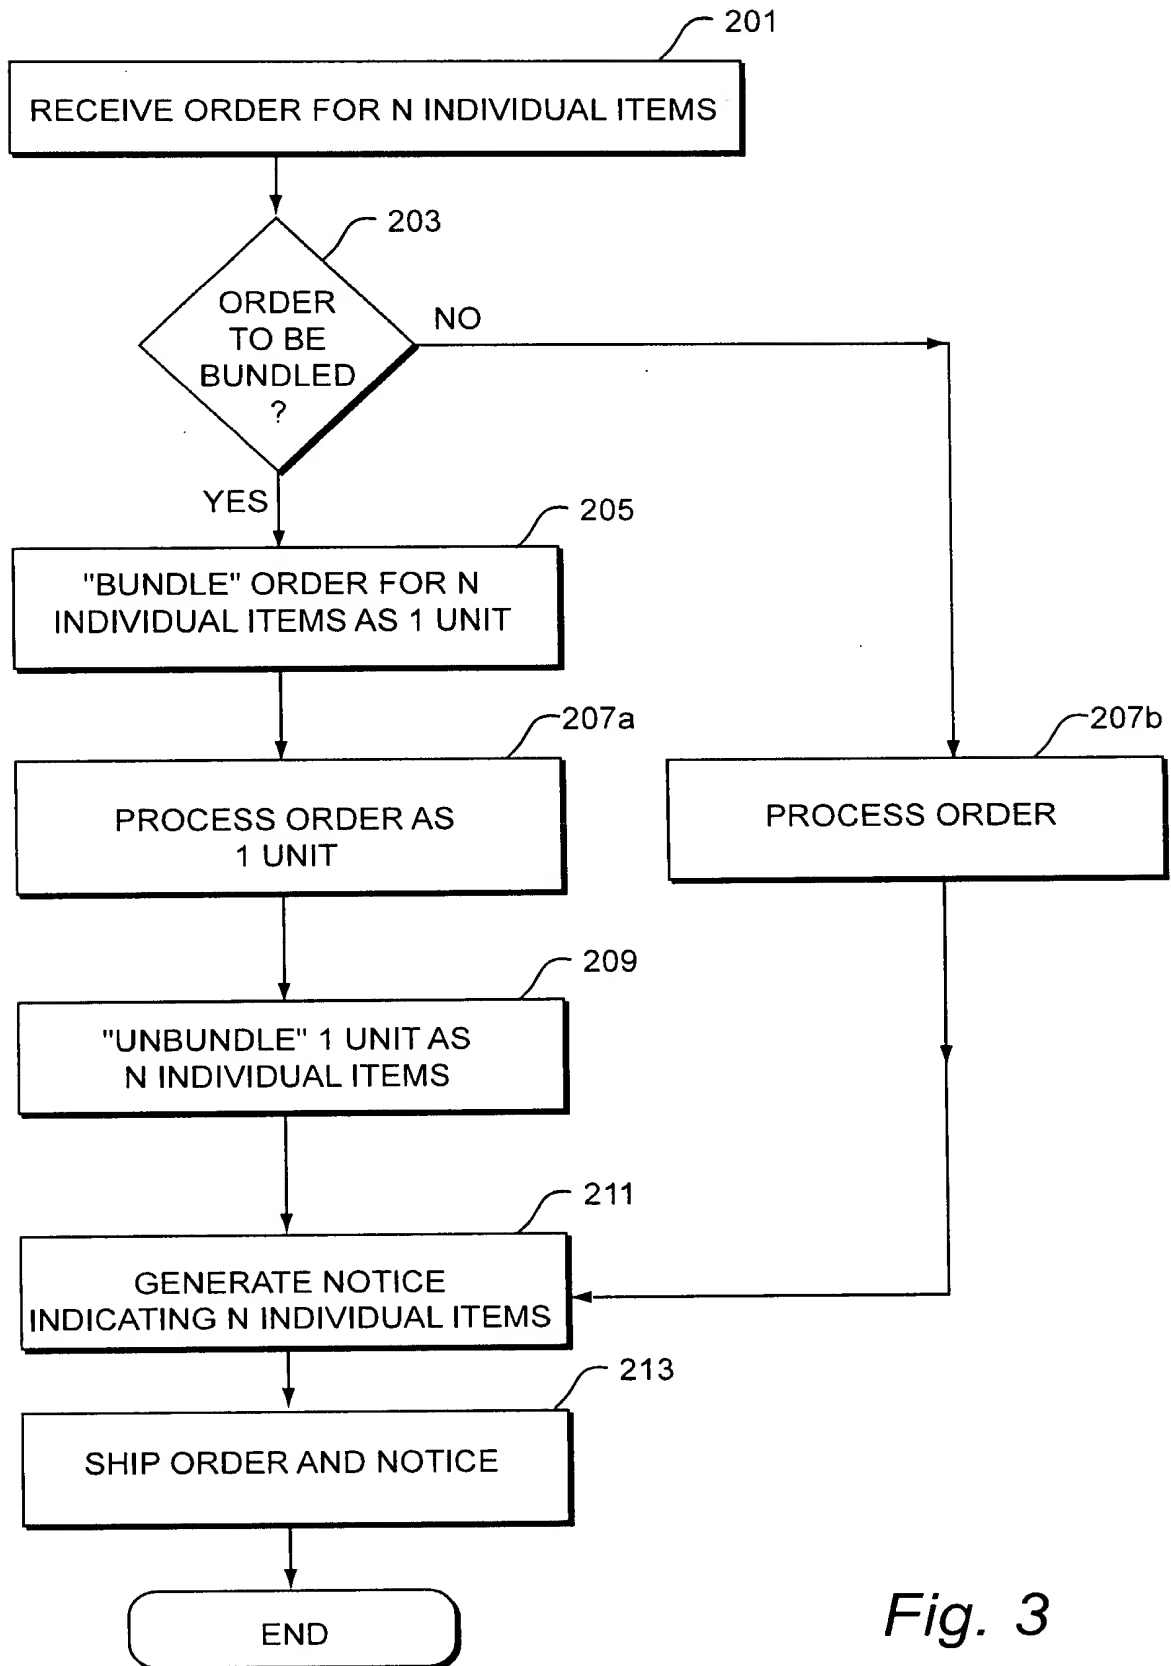 201
RECEIVE ORDER FOR N INDIVIDUAL ITEMS
203
ORDER
TO BE
BUNDLED
?
NO
YES
205
"BUNDLE" ORDER FOR N
INDIVIDUAL ITEMS AS 1 UNIT
207a
PROCESS ORDER AS
1 UNIT
207b
PROCESS ORDER
209
"UNBUNDLE" 1 UNIT AS
N INDIVIDUAL ITEMS
211
GENERATE NOTICE
INDICATING N INDIVIDUAL ITEMS
213
SHIP ORDER AND NOTICE
END
Fig. 3